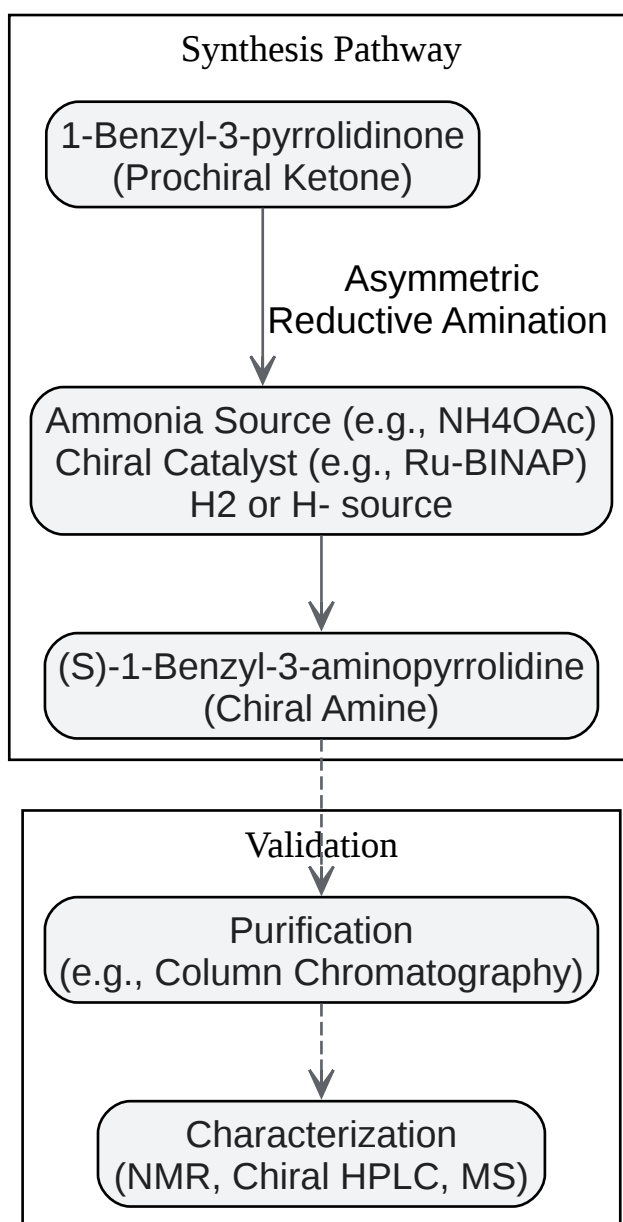 Synthesis Pathway
1-Benzyl-3-pyrrolidinone
(Prochiral Ketone)
Asymmetric
Reductive Amination
Ammonia Source (e.g., NH4OAc)
Chiral Catalyst (e.g., Ru-BINAP)
H2 or H- source
(S)-1-Benzyl-3-aminopyrrolidine
(Chiral Amine)
Validation
Purification
(e.g., Column Chromatography)
Characterization
(NMR, Chiral HPLC, MS)